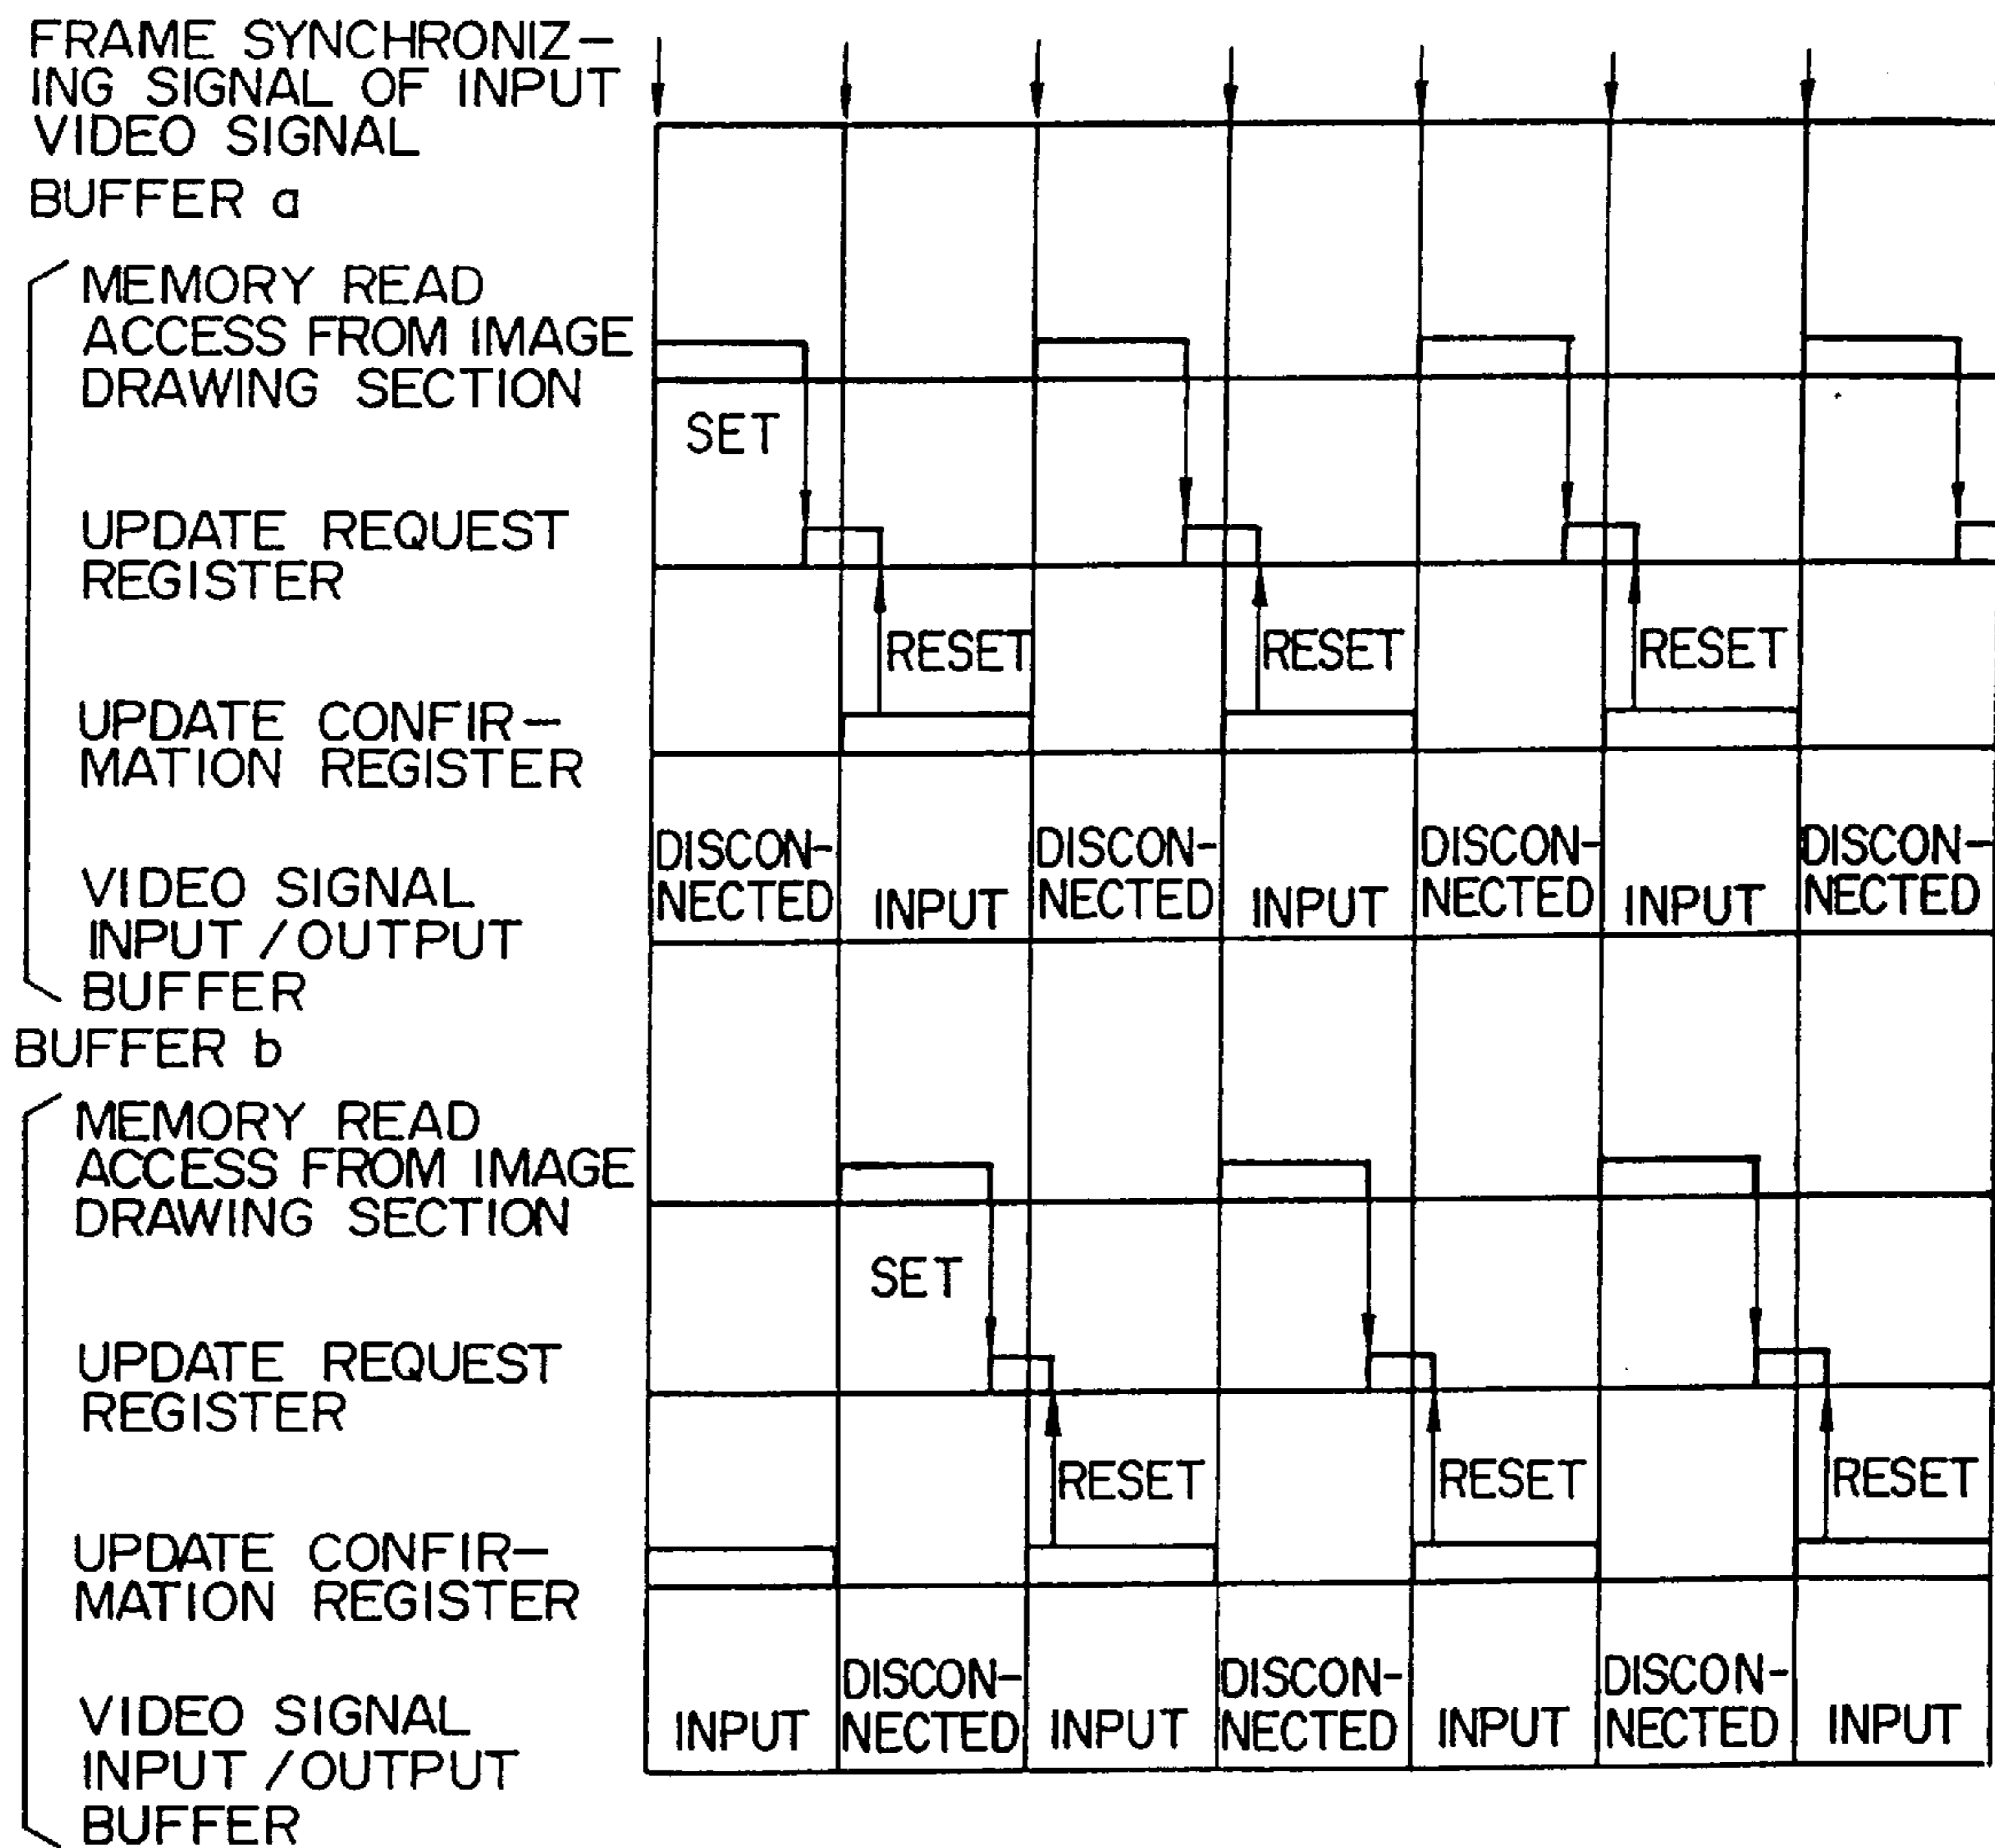 FRAME SYNCHRONIZ-
ING SIGNAL OF INPUT
VIDEO SIGNAL
BUFFER a
MEMORY READ
ACCESS FROM IMAGE
DRAWING SECTION
SET
UPDATE REQUEST
REGISTER
RESET RESET RESET
UPDATE CONFIR-
MATION REGISTER
DISCON- DISCON- DISCON- DISCON-
NECTED INPUT NECTED INPUT NECTED INPUT NECTED
VIDEO SIGNAL
INPUT / OUTPUT
BUFFER
BUFFER b
MEMORY READ
ACCESS FROM IMAGE
DRAWING SECTION
SET
UPDATE REQUEST
REGISTER
RESET RESET RESET
UPDATE CONFIR-
MATION REGISTER
DISCON- DISCON- DISCON-
INPUT NECTED INPUT NECTED INPUT NECTED INPUT
VIDEO SIGNAL
INPUT / OUTPUT
BUFFER